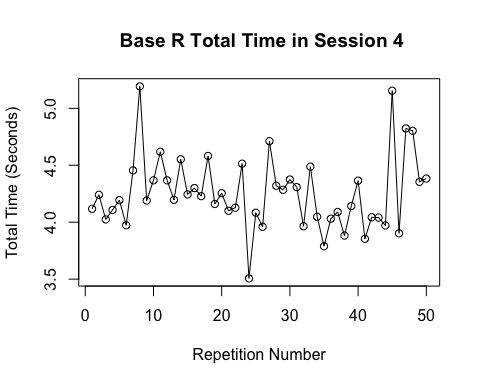 Base R Total Time in Session 4
Total Time (Seconds)
5.0
4.5
4.0
3.5
0 10 20 30 40 50
Repetition Number